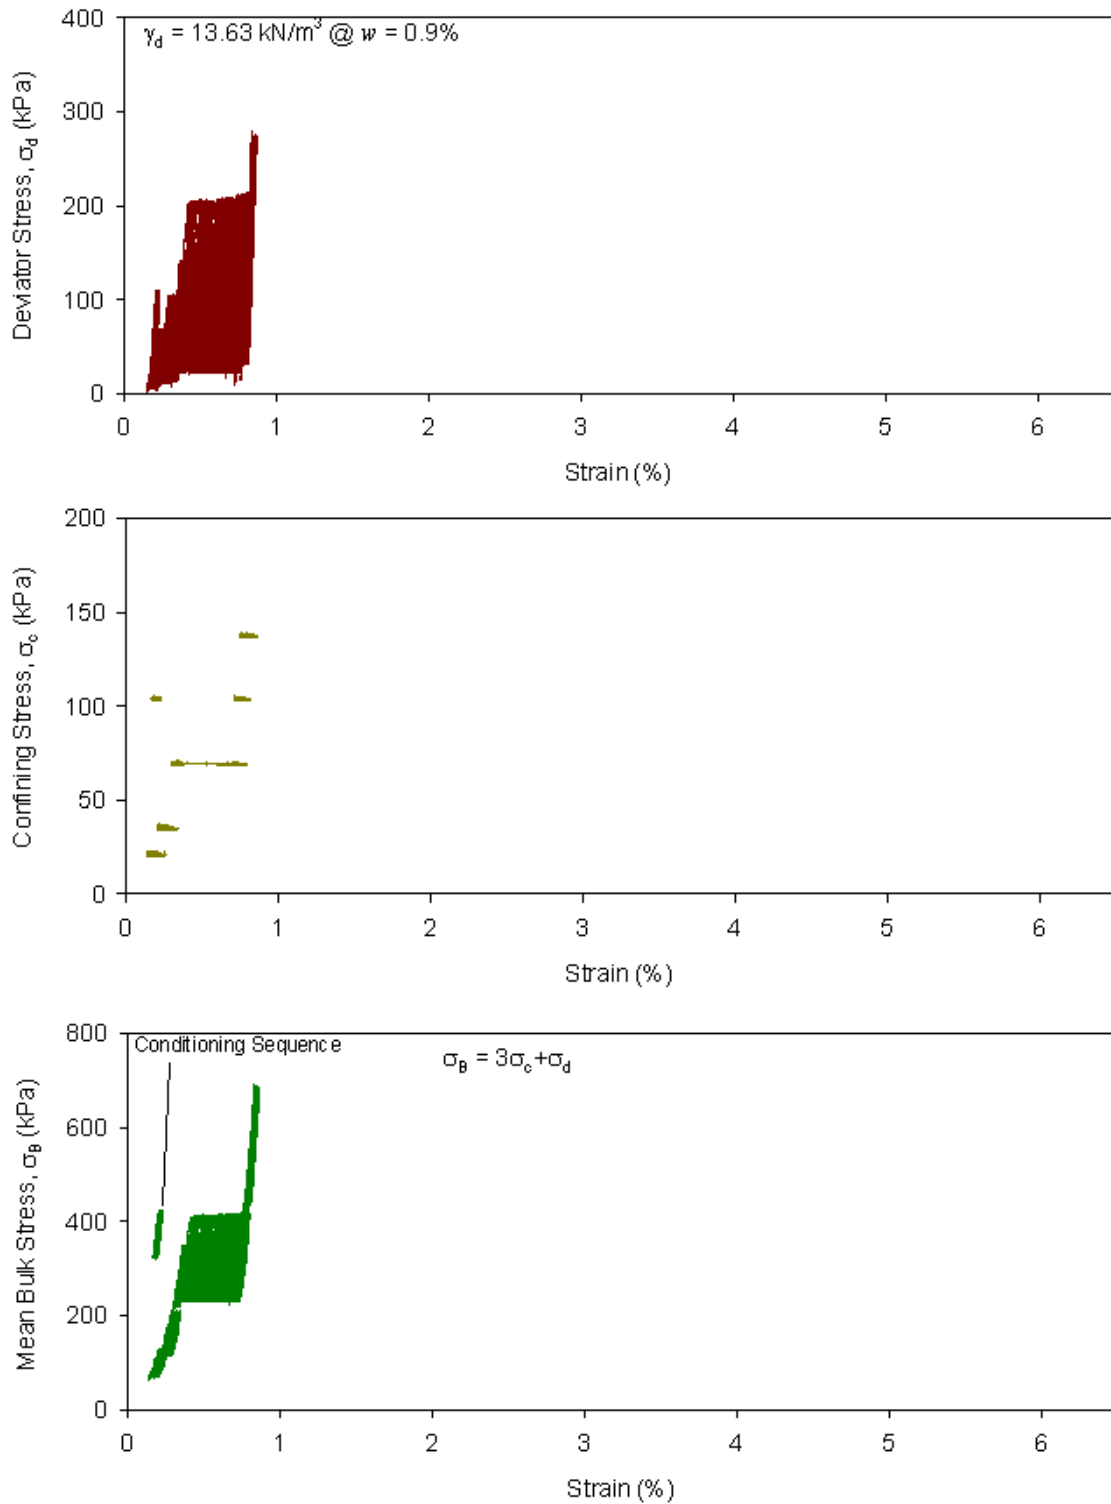 400
γd = 13.63 kN/m³ @ w = 0.9%
300
200
100
0
Deviator Stress, σd (kPa)
0 1 2 3 4 5 6
Strain (%)
200
150
100
50
0
Confining Stress, σc (kPa)
0 1 2 3 4 5 6
Strain (%)
800
Conditioning Sequence
σB = 3σc+σd
600
400
200
0
Mean Bulk Stress, σB (kPa)
0 1 2 3 4 5 6
Strain (%)